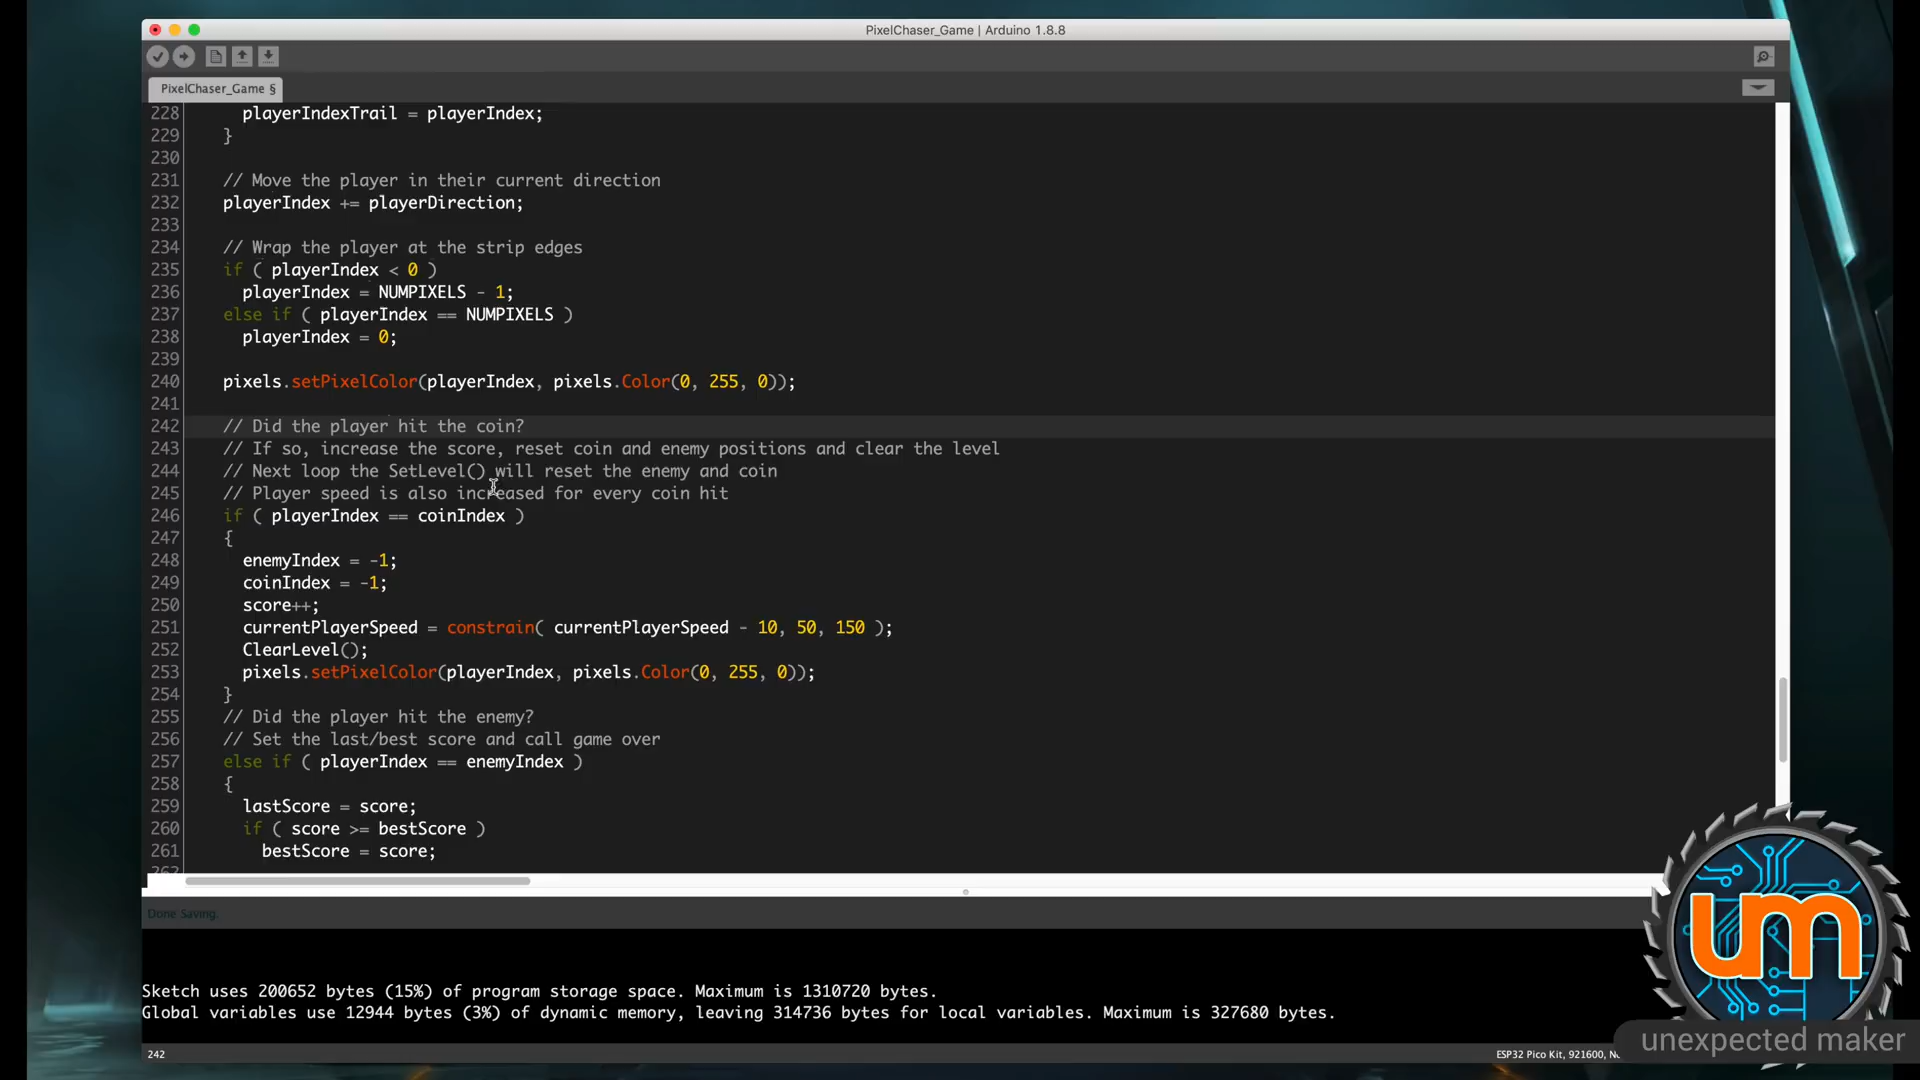 PixelChaser_Game | Arduino 1.8.8
PixelChaser_Game §
228 playerIndexTrail = playerIndex;
229 }
230
231 // Move the player in their current direction
232 playerIndex += playerDirection;
233
234 // Wrap the player at the strip edges
235 if ( playerIndex < 0 )
236 playerIndex = NUMPIXELS - 1;
237 else if ( playerIndex == NUMPIXELS )
238 playerIndex = 0;
239
240 pixels.setPixelColor(playerIndex, pixels.Color(0, 255, 0));
241
242 // Did the player hit the coin?
243 // If so, increase the score, reset coin and enemy positions and clear the level
244 // Next loop the SetLevel() will reset the enemy and coin
245 // Player speed is also increased for every coin hit
246 if ( playerIndex == coinIndex )
247 {
248 enemyIndex = -1;
249 coinIndex = -1;
250 score++;
251 currentPlayerSpeed = constrain( currentPlayerSpeed - 10, 50, 150 );
252 ClearLevel();
253 pixels.setPixelColor(playerIndex, pixels.Color(0, 255, 0));
254 }
255 // Did the player hit the enemy?
256 // Set the last/best score and call game over
257 else if ( playerIndex == enemyIndex )
258 {
259 lastScore = score;
260 if ( score >= bestScore )
261 bestScore = score;
Done Saving.
Sketch uses 200652 bytes (15%) of program storage space. Maximum is 1310720 bytes.
Global variables use 12944 bytes (3%) of dynamic memory, leaving 314736 bytes for local variables. Maximum is 327680 bytes.
242
ESP32 Pico Kit, 921600,
um
unexpected maker